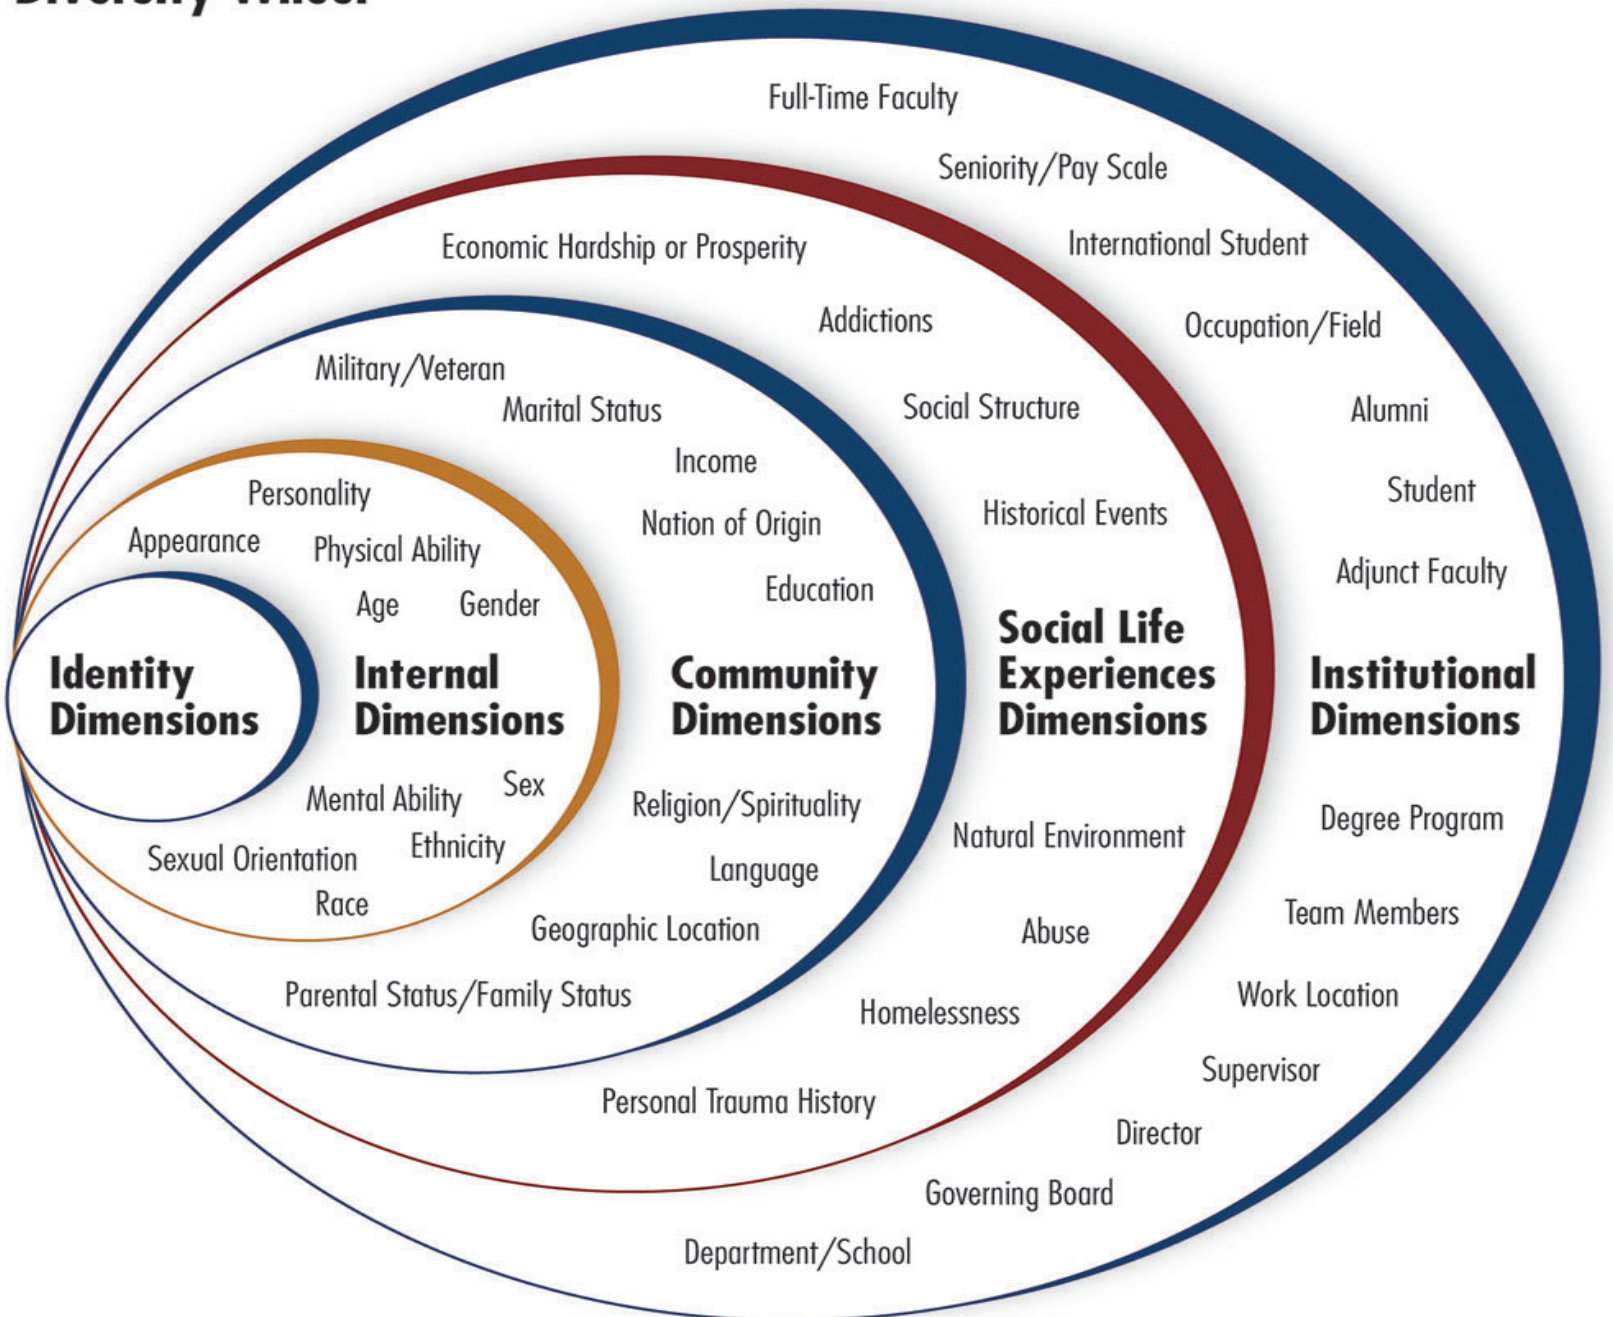 Diversity Wheel
Full-Time Faculty
Seniority/Pay Scale
International Student
Occupation/Field
Alumni
Student
Adjunct Faculty
Institutional
Dimensions
Degree Program
Team Members
Work Location
Supervisor
Director
Governing Board
Department/School
Economic Hardship or Prosperity
Addictions
Social Structure
Historical Events
Social Life
Experiences
Dimensions
Natural Environment
Abuse
Homelessness
Personal Trauma History
Military/Veteran
Marital Status
Income
Nation of Origin
Education
Community
Dimensions
Religion/Spirituality
Language
Geographic Location
Parental Status/Family Status
Personality
Appearance
Physical Ability
Age
Gender
Internal
Dimensions
Sex
Mental Ability
Ethnicity
Sexual Orientation
Race
Identity
Dimensions